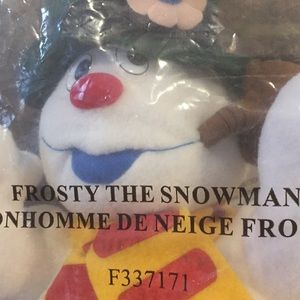 FROSTY THE SNOWMAN
ONHOMME DE NEIGE FRO
F337171